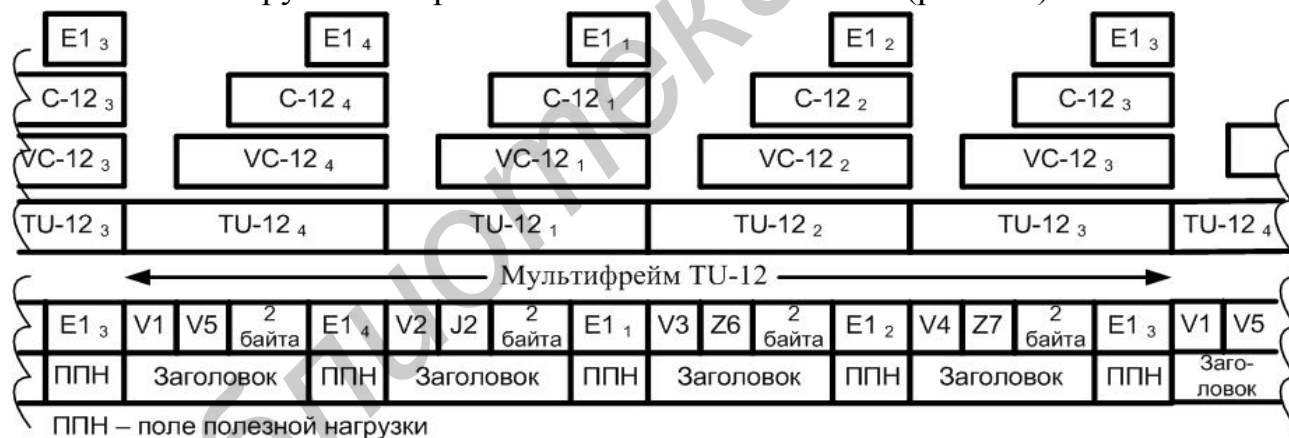 E1 3 E1 4 E1 1 E1 2 E1 3
C-12 3 C-12 4 C-12 1 C-12 2 C-12 3
VC-12 3 VC-12 4 VC-12 1 VC-12 2 VC-12 3
TU-12 3 TU-12 4 TU-12 1 TU-12 2 TU-12 3 TU-12 4
Мультифрейм TU-12
E1 3 V1 V5 2 байта E1 4 V2 J2 2 байта E1 1 V3 Z6 2 байта E1 2 V4 Z7 2 байта E1 3 V1 V5
ППН Заголовок ППН Заголовок ППН Заголовок ППН Заголовок ППН Заго-
ловок
ППН – поле полезной нагрузки